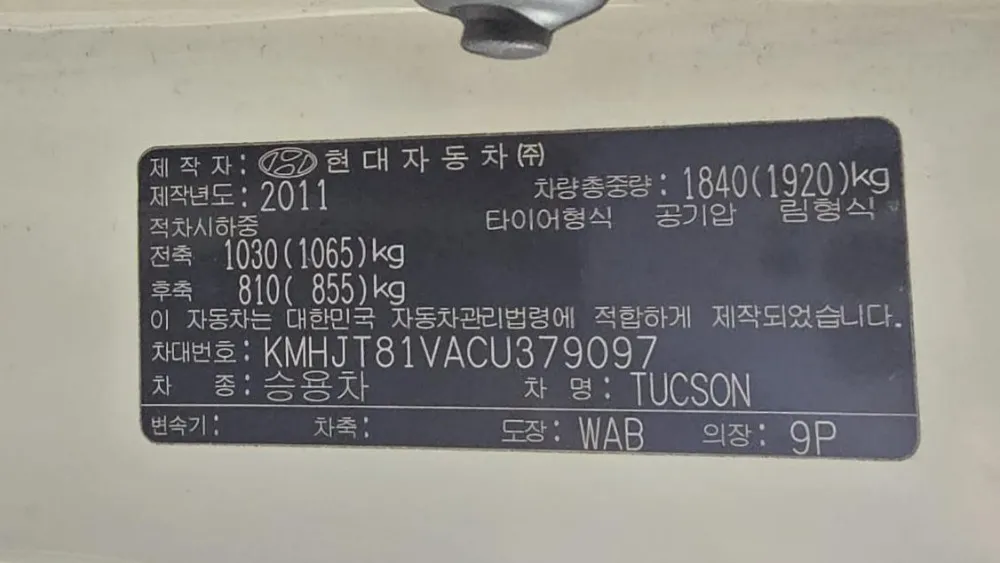 제 작 자: 현대자동차㈜
제작년도: 2011 차량총중량: 1840(1920)kg
적차시하중 타이어형식 공기압 림형식
전축 1030(1065)kg
후축 810( 855)kg
이 자동차는 대한민국 자동차관리법령에 적합하게 제작되었습니다.
차대번호: KMHJT81VACU379097
차 종: 승용차 차 명: TUCSON
변속기: 차축: 도장: WAB 의장: 9P